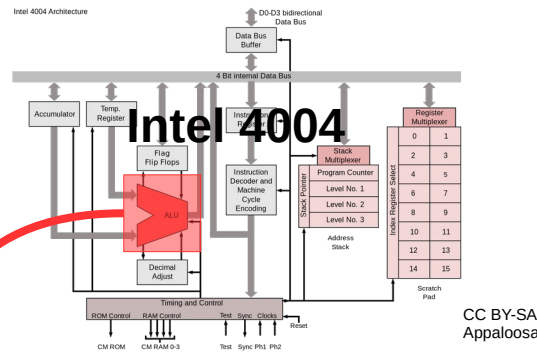 Intel 4004 Architecture
D0-D3 bidirectional
Data Bus
Data Bus
Buffer
4 Bit internal Data Bus
Accumulator
Temp.
Register
Intel 4004
Instruction
Register
Register
Multiplexer
Flag
Flip Flops
Stack
Multiplexer
Instruction
Decoder and
Machine
Cycle
Encoding
Stack Pointer
Program Counter
Level No. 1
Level No. 2
Level No. 3
Address
Stack
Index Register Select
0 1
2 3
4 5
6 7
8 9
10 11
12 13
14 15
Scratch
Pad
ALU
Decimal
Adjust
Timing and Control
ROM Control RAM Control Test Sync Clocks
Reset
CM ROM CM RAM 0-3 Test Sync Ph1 Ph2
CC BY-SA
Appaloosa